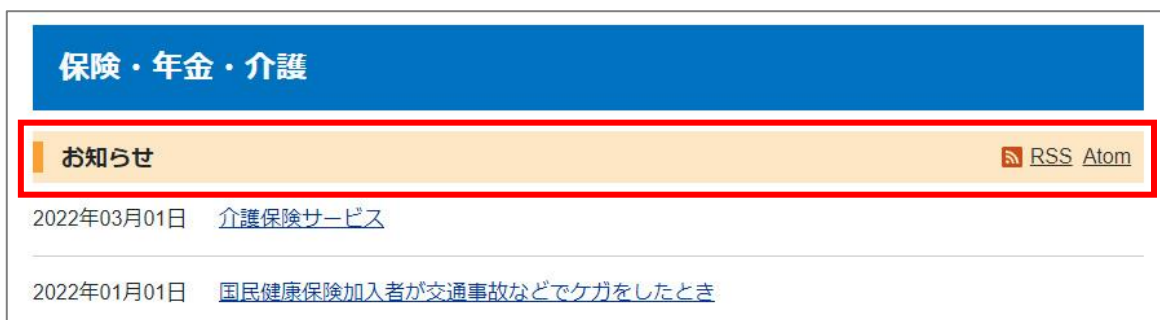 保険・年金・介護
お知らせ RSS Atom
2022年03月01日 介護保険サービス
2022年01月01日 国民健康保険加入者が交通事故などでケガをしたとき